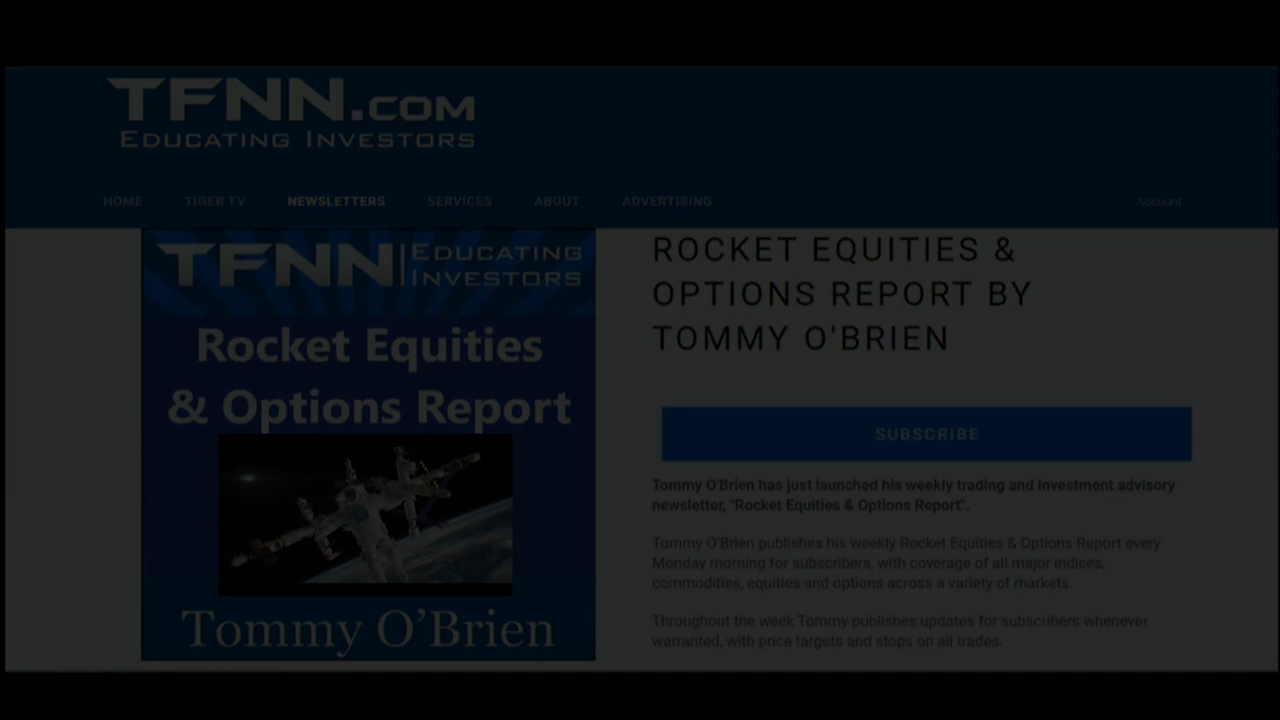 TFNN.COM
EDUCATING INVESTORS
HOME TIGER TV NEWSLETTERS SERVICES ABOUT ADVERTISING Account
TFNN EDUCATING
INVESTORS
Rocket Equities
& Options Report
Tommy O'Brien
ROCKET EQUITIES &
OPTIONS REPORT BY
TOMMY O'BRIEN
SUBSCRIBE
Tommy O'Brien has just launched his weekly trading and investment advisory
newsletter, "Rocket Equities & Options Report".
Tommy O'Brien publishes his weekly Rocket Equities & Options Report every
Monday morning for subscribers, with coverage of all major indices,
commodities, equities and options across a variety of markets.
Throughout the week Tommy publishes updates for subscribers whenever
warranted, with price targets and stops on all trades.